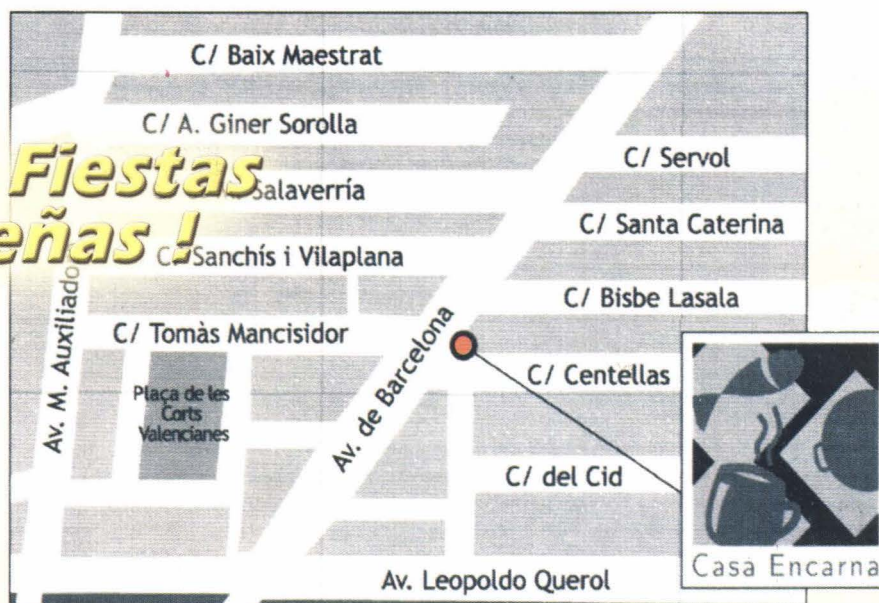 C/ Baix Maestrat
C/ A. Giner Sorolla
Fiestas
C/ Servol
Salaverría
eñas !
C/ Santa Caterina
C/ Sanchís i Vilaplana
C/ Bisbe Lasala
Av. M. Auxiliado
C/ Tomàs Mancisidor
Av. de Barcelona
C/ Centellas
Plaça de les
Corts
Valencianes
C/ del Cid
Casa Encarna
Av. Leopoldo Querol